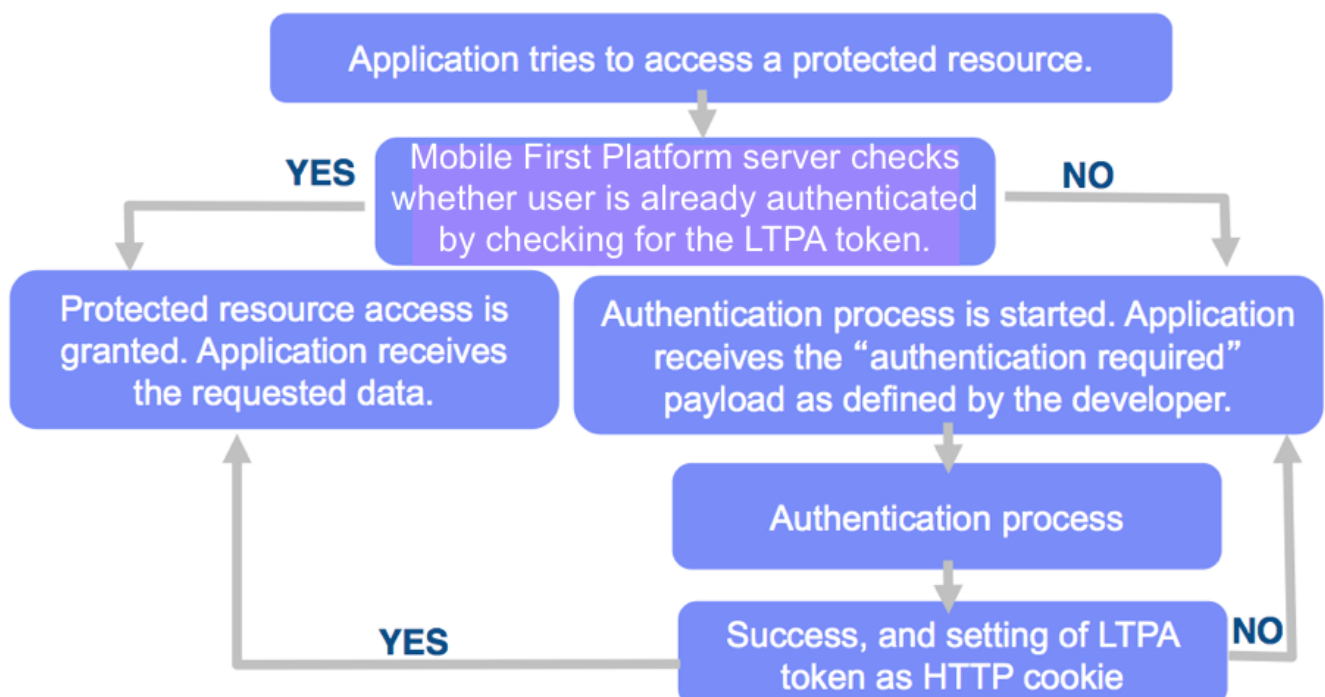 Application tries to access a protected resource.
YES
Mobile First Platform server checks
whether user is already authenticated
by checking for the LTPA token.
NO
Protected resource access is
granted. Application receives
the requested data.
Authentication process is started. Application
receives the “authentication required”
payload as defined by the developer.
Authentication process
YES
Success, and setting of LTPA
token as HTTP cookie
NO